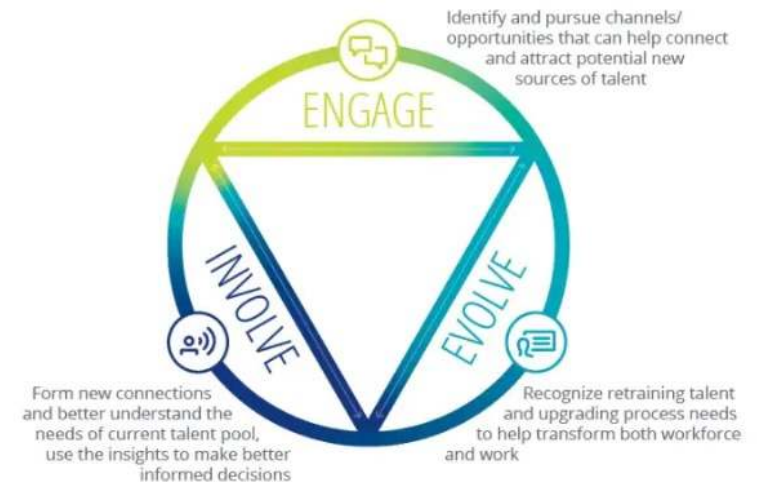 Identify and pursue channels/
opportunities that can help connect
and attract potential new
sources of talent
ENGAGE
INVOLVE
EVOLVE
Form new connections
and better understand the
needs of current talent pool,
use the insights to make better
informed decisions
Recognize retraining talent
and upgrading process needs
to help transform both workforce
and work